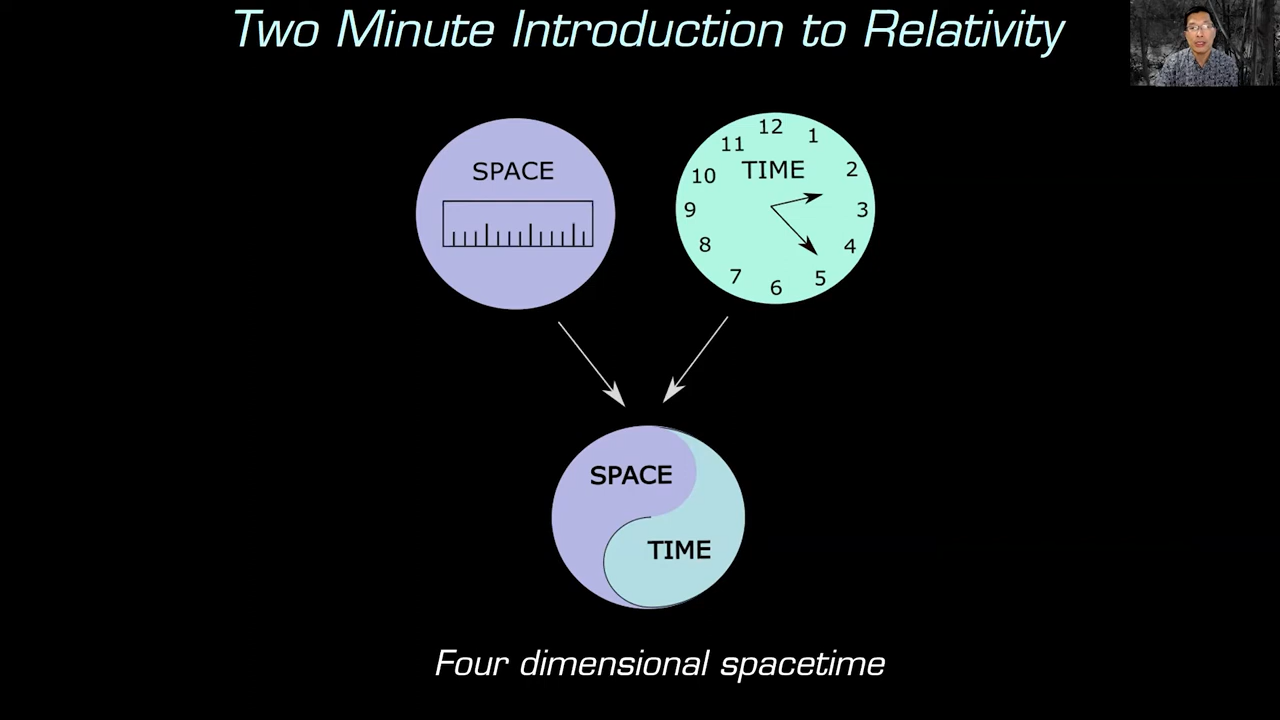 Two Minute Introduction to Relativity
SPACE
TIME
12
1
2
3
4
5
6
7
8
9
10
11
SPACE
TIME
Four dimensional spacetime